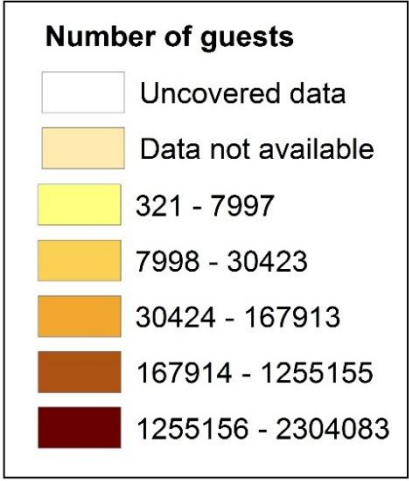 Number of guests
Uncovered data
Data not available
321 - 7997
7998 - 30423
30424 - 167913
167914 - 1255155
1255156 - 2304083